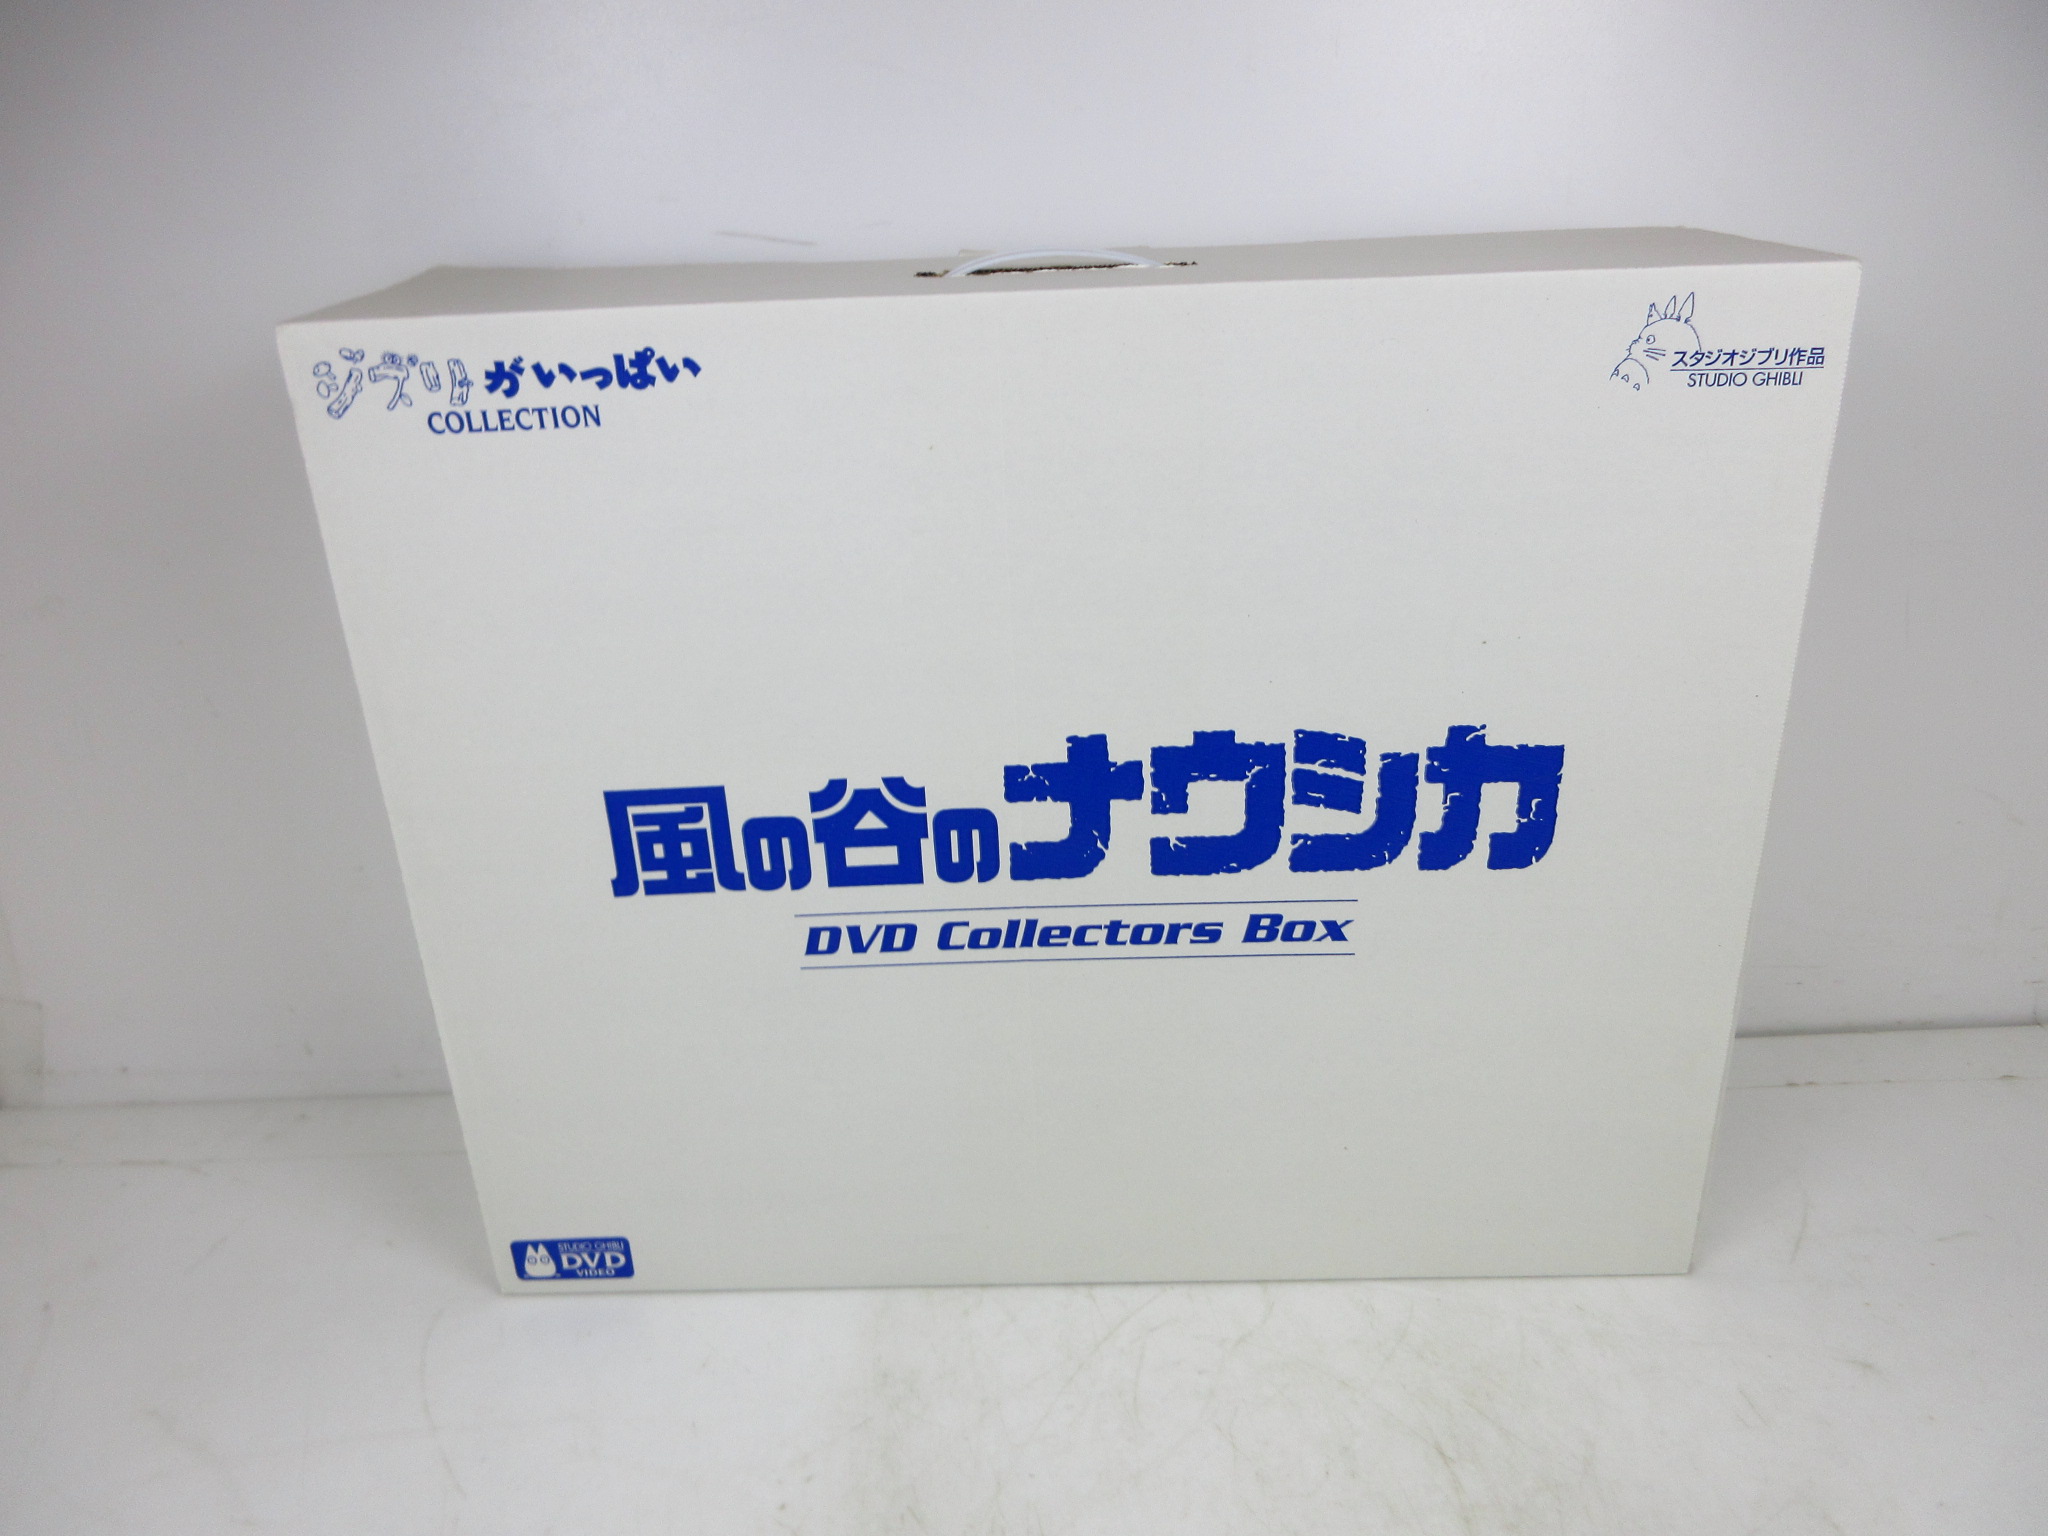 ジブリがいっぱい
COLLECTION
スタジオジブリ作品
STUDIO GHIBLI
風の谷のナウシカ
DVD Collectors Box
STUDIO GHIBLI
DVD
VIDEO